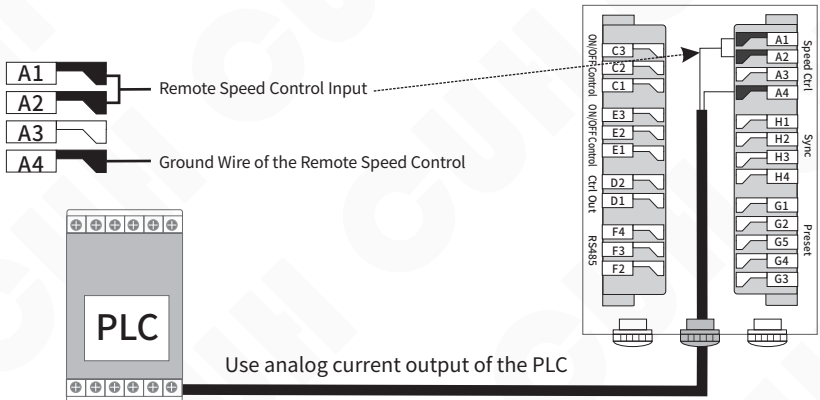 A1
A2
A3
A4
Remote Speed Control Input
Ground Wire of the Remote Speed Control
PLC
Use analog current output of the PLC
ON/OFF Control
C3
C2
C1
ON/OFF Control
E3
E2
E1
Ctrl Out
D2
D1
RS485
F4
F3
F2
A1
A2
A3
A4
Speed Ctrl
H1
H2
H3
H4
Sync
G1
G2
G5
G4
G3
Preset